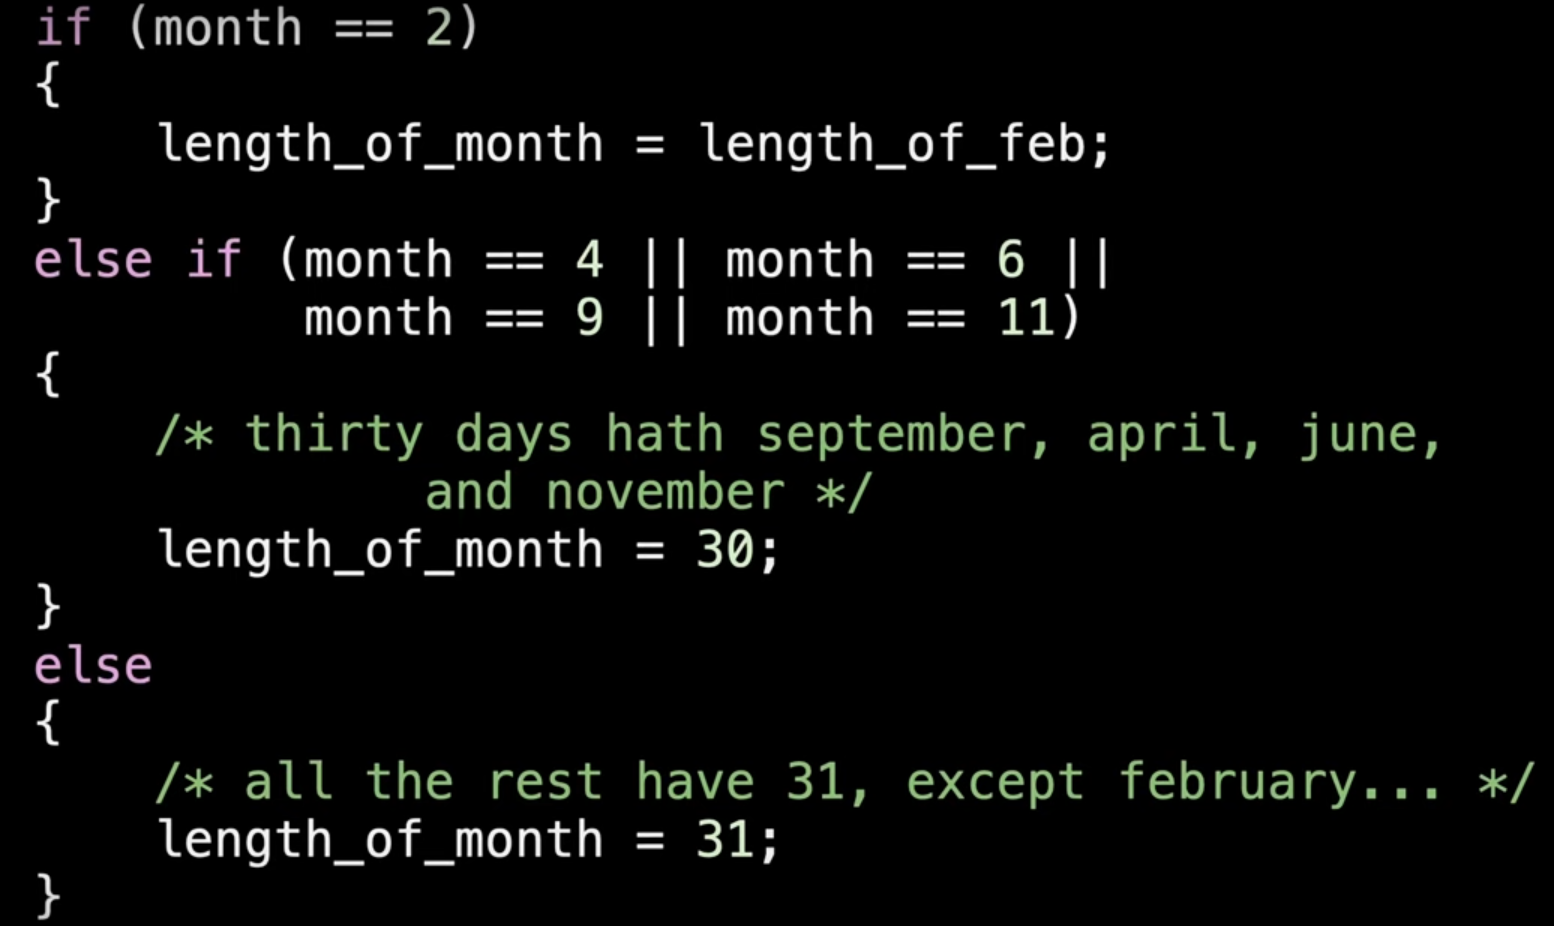 if (month == 2)
{
    length_of_month = length_of_feb;
}
else if (month == 4 || month == 6 ||
         month == 9 || month == 11)
{
    /* thirty days hath september, april, june,
             and november */
    length_of_month = 30;
}
else
{
    /* all the rest have 31, except february... */
    length_of_month = 31;
}